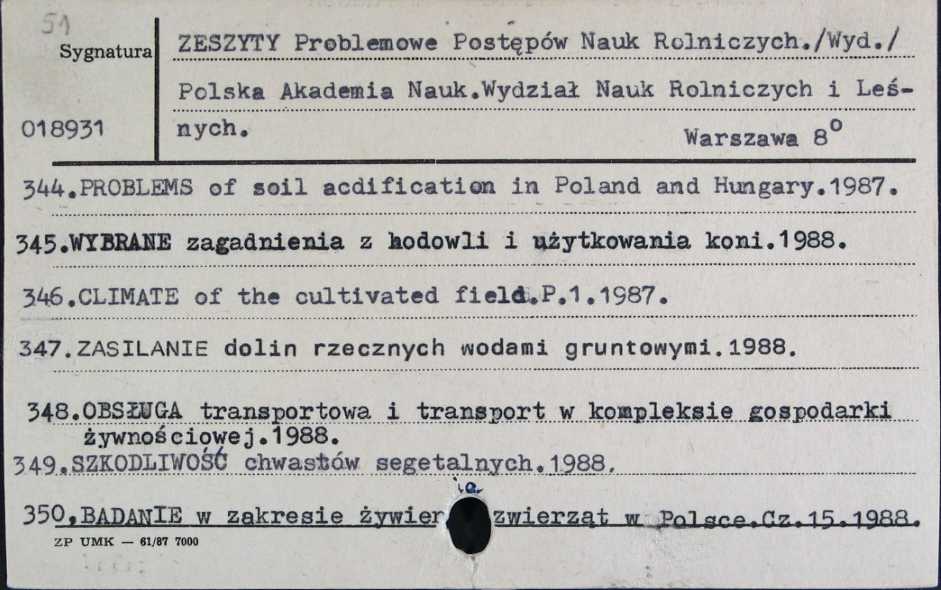 51
Sygnatura
ZESZYTY Problemowe Postępów Nauk Rolniczych./Wyd./
Polska Akademia Nauk.Wydział Nauk Rolniczych i Leś-
018931
nych.
Warszawa 8°
344.PROBLEMS of soil acdification in Poland and Hungary.1987.
345.WYBRANE zagadnienia z hodowli i użytkowania koni.1988.
346.CLIMATE of the cultivated field.P.1.1987.
347.ZASILANIE dolin rzecznych wodami gruntowymi.1988.
348.OBSŁUGA transportowa i transport w kompleksie gospodarki
żywnościowej.1988.
349.SZKODLIWOŚĆ chwastów segetalnych.1988.
ia
350,BADANIE w zakresie żywien zwierząt w Polsce.Cz.15.1988.
ZP UMK — 61/87 7000